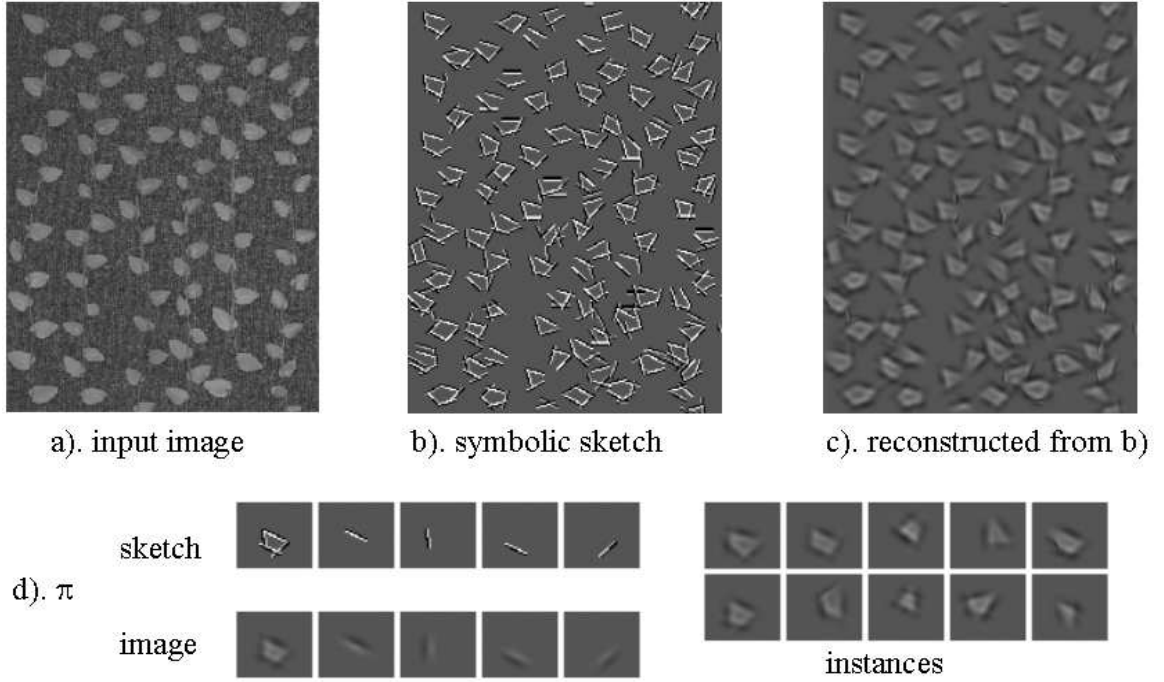 a). input image
b). symbolic sketch
c). reconstructed from b)
sketch
d). π
image
instances